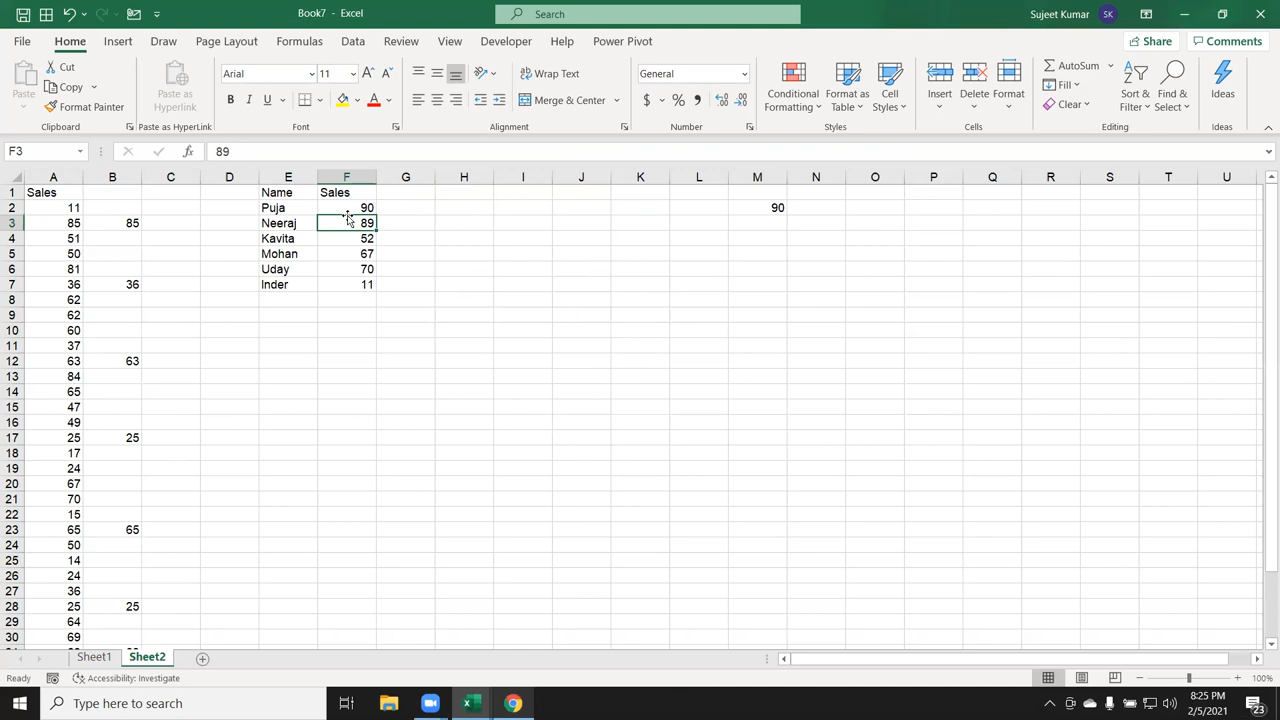 Book7 - Excel
Search
Sujeet Kumar
SK
File Home Insert Draw Page Layout Formulas Data Review View Developer Help Power Pivot
Share
Comments
Paste
Cut
Copy
Format Painter
Clipboard
Paste as
Hyperlink
Paste as HyperLink
Arial
11
B I U
Font
Wrap Text
Merge & Center
Alignment
General
$ % ,
Number
Conditional
Formatting
Format as
Table
Cell
Styles
Styles
Insert
Delete
Format
Cells
AutoSum
Fill
Clear
Sort &
Filter
Find &
Select
Editing
Ideas
Ideas
F3
fx
89
A B C D E F G H I J K L M N O P Q R S T U
1 Sales Name Sales
2 11 Puja 90 90
3 85 85 Neeraj 89
4 51 Kavita 52
5 50 Mohan 67
6 81 Uday 70
7 36 36 Inder 11
8 62
9 62
10 60
11 37
12 63 63
13 84
14 65
15 47
16 49
17 25 25
18 17
19 24
20 67
21 70
22 15
23 65 65
24 50
25 14
26 24
27 36
28 25 25
29 64
30 69
Sheet1 Sheet2
Ready
Accessibility: Investigate
100%
Type here to search
8:25 PM
2/5/2021
23